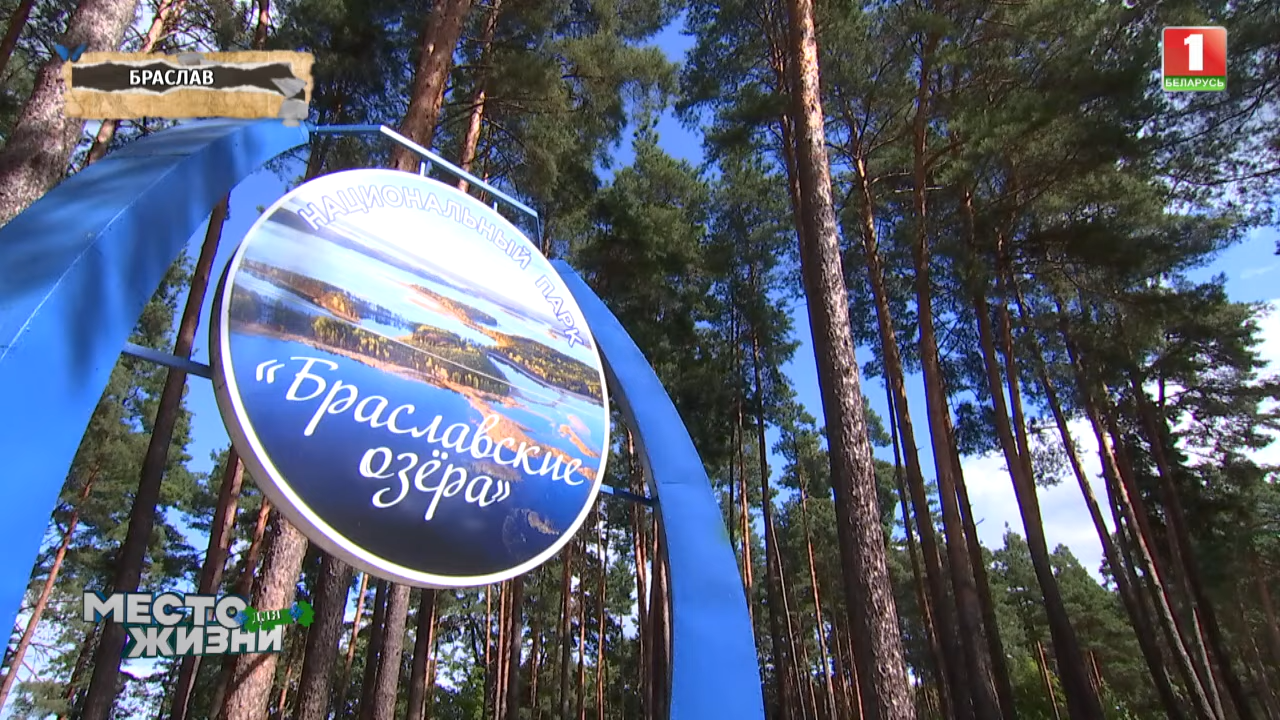 БРАСЛАВ
1
БЕЛАРУСЬ
НАЦИОНАЛЬНЫЙ ПАРК
«Браславские
озёра»
МЕСТО
ДЛЯ
ЖИЗНИ